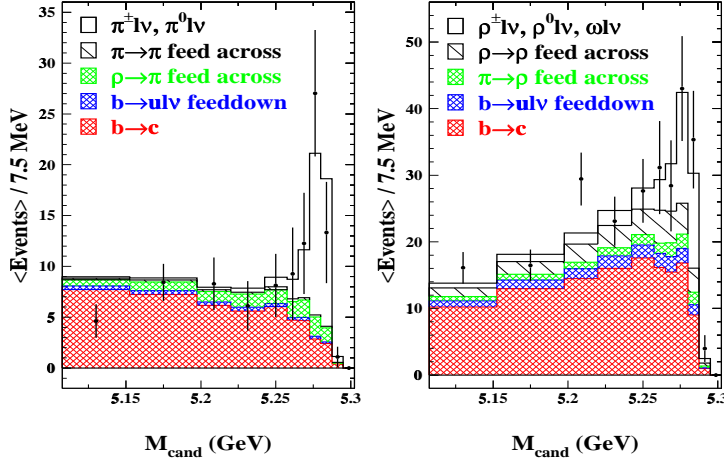 <Events> / 7.5 MeV
35
30
25
20
15
10
5
0
π±lν, π⁰lν
π→π feed across
ρ→π feed across
b→ulν feeddown
b→c
5.15
5.2
5.25
5.3
M_cand (GeV)
<Events> / 7.5 MeV
50
40
30
20
10
0
ρ±lν, ρ⁰lν, ωlν
ρ→ρ feed across
π→ρ feed across
b→ulν feeddown
b→c
5.15
5.2
5.25
5.3
M_cand (GeV)